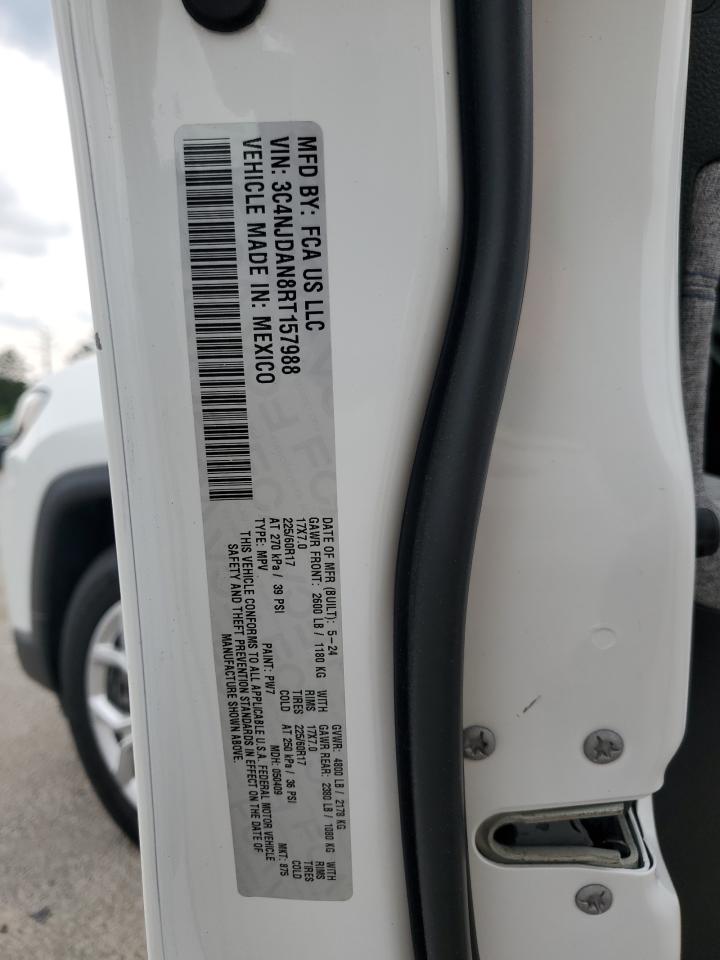 MFD BY: FCA US LLC
VIN: 3C4NJDAN8RT157988
VEHICLE MADE IN: MEXICO
DATE OF MFR (BUILT): 5-24 GVWR: 4800 LB / 2178 KG
GAWR FRONT: 2600 LB / 1180 KG WITH GAWR REAR: 2380 LB / 1080 KG WITH
17X7.0 RIMS 17X7.0 RIMS
225/60R17 TIRES 225/60R17 TIRES
AT 270 kPa / 39 PSI COLD AT 250 kPa / 36 PSI COLD
TYPE: MPV PAINT: PW7 MDH: 050409 MKT: 875
THIS VEHICLE CONFORMS TO ALL APPLICABLE U.S.A. FEDERAL MOTOR VEHICLE
SAFETY AND THEFT PREVENTION STANDARDS IN EFFECT ON THE DATE OF
MANUFACTURE SHOWN ABOVE.